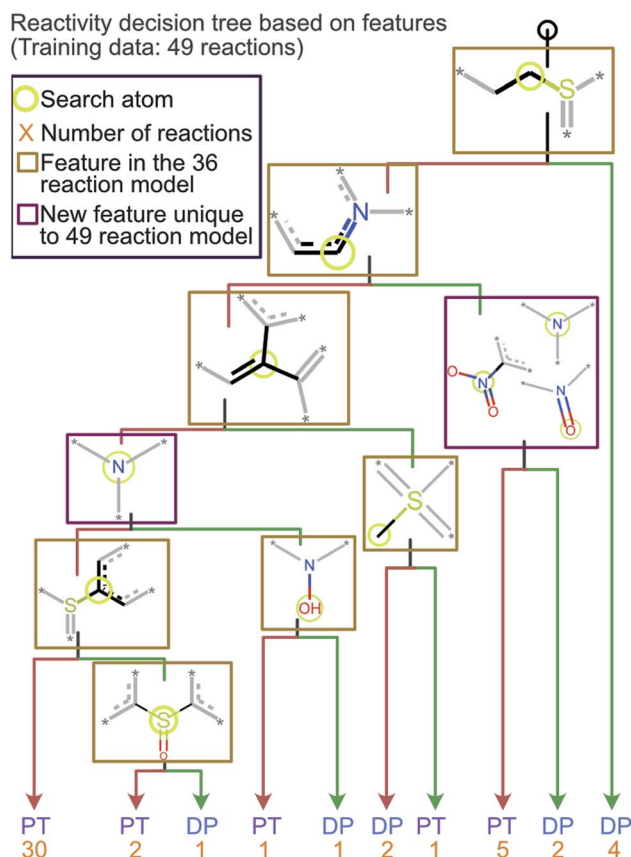 Reactivity decision tree based on features
(Training data: 49 reactions)
Search atom
X Number of reactions
Feature in the 36
reaction model
New feature unique
to 49 reaction model
* S * *
* N * *
* * * * *
* N * *
O N O * *
* N * O
* N * *
* * S * *
* * S * *
* N * OH
* * S * * O
PT PT DP PT DP DP PT PT DP DP
30 2 1 1 1 2 1 5 2 4